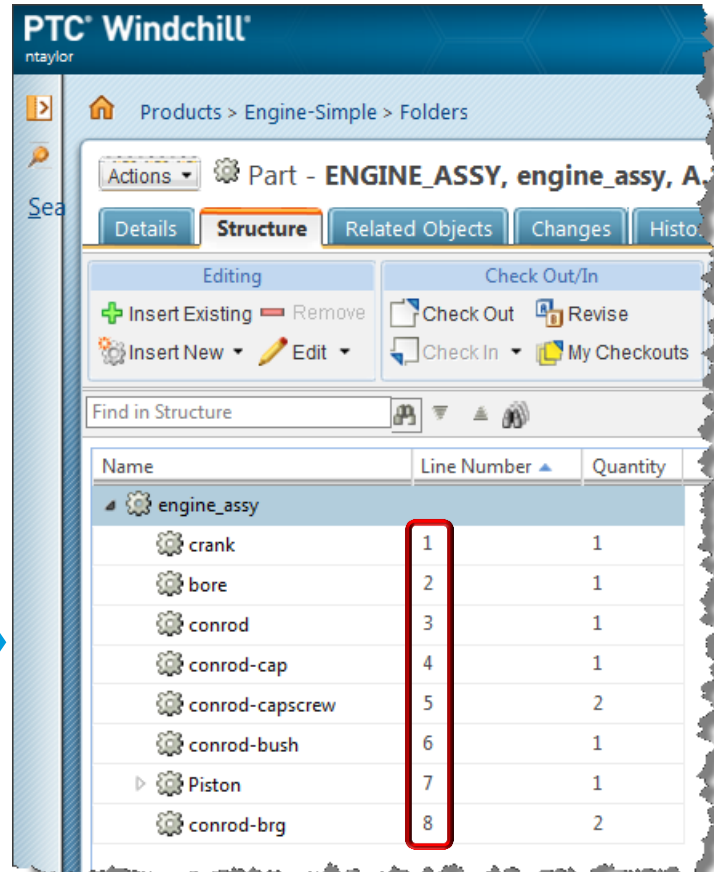 PTC® Windchill®
ntaylor
Products > Engine-Simple > Folders
Sea
Actions Part - ENGINE_ASSY, engine_assy, A.
Details Structure Related Objects Changes Histo
Editing Check Out/In
Insert Existing Remove Check Out Revise
Insert New Edit Check In My Checkouts
Find in Structure
Name Line Number Quantity
engine_assy
crank 1 1
bore 2 1
conrod 3 1
conrod-cap 4 1
conrod-capscrew 5 2
conrod-bush 6 1
Piston 7 1
conrod-brg 8 2